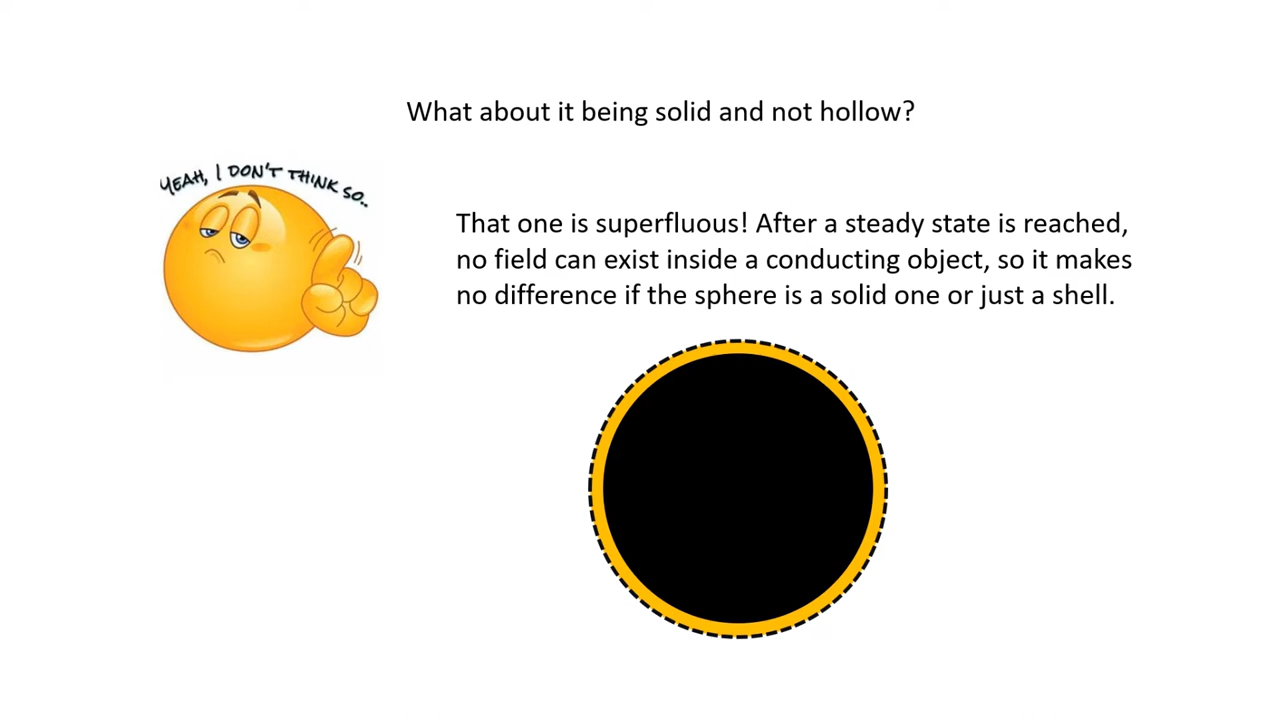 What about it being solid and not hollow?
YEAH, I DON'T THINK SO..
That one is superfluous! After a steady state is reached,
no field can exist inside a conducting object, so it makes
no difference if the sphere is a solid one or just a shell.